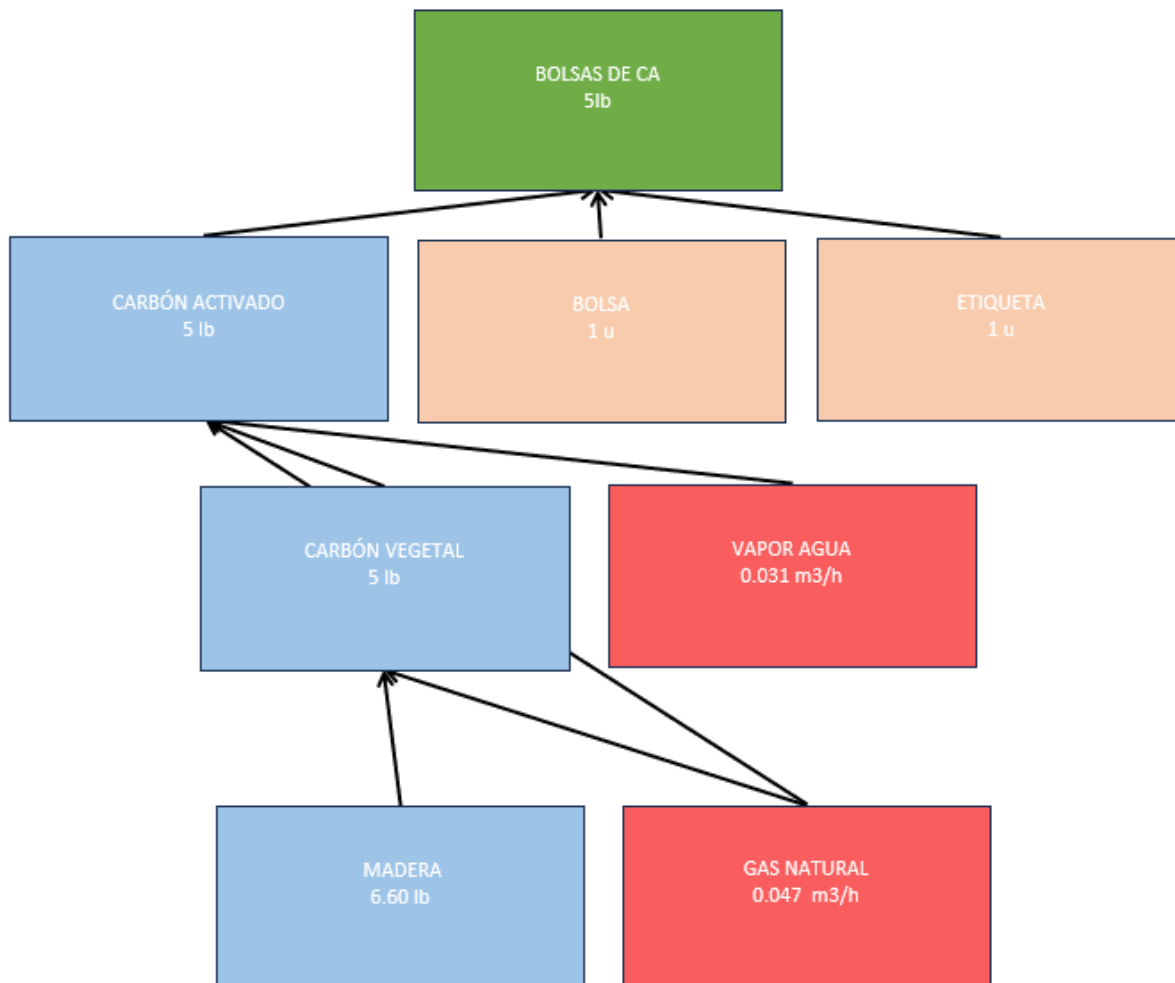 BOLSAS DE CA
5lb
CARBÓN ACTIVADO
5 lb
BOLSA
1 u
ETIQUETA
1 u
CARBÓN VEGETAL
5 lb
VAPOR AGUA
0.031 m3/h
MADERA
6.60 lb
GAS NATURAL
0.047  m3/h